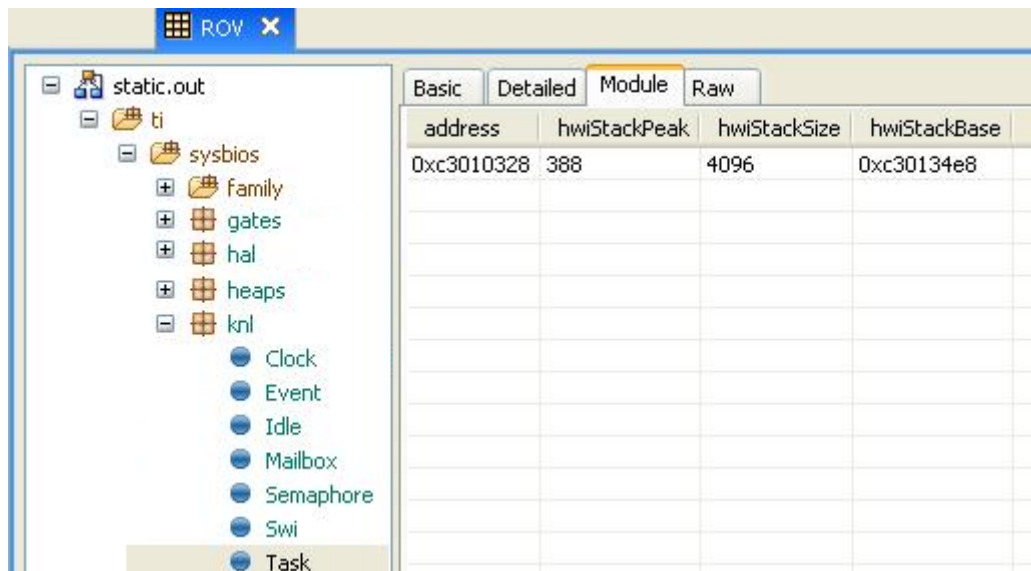 ROV
static.out
ti
sysbios
family
gates
hal
heaps
knl
Clock
Event
Idle
Mailbox
Semaphore
Swi
Task
Basic Detailed Module Raw
address hwiStackPeak hwiStackSize hwiStackBase
0xc3010328 388 4096 0xc30134e8